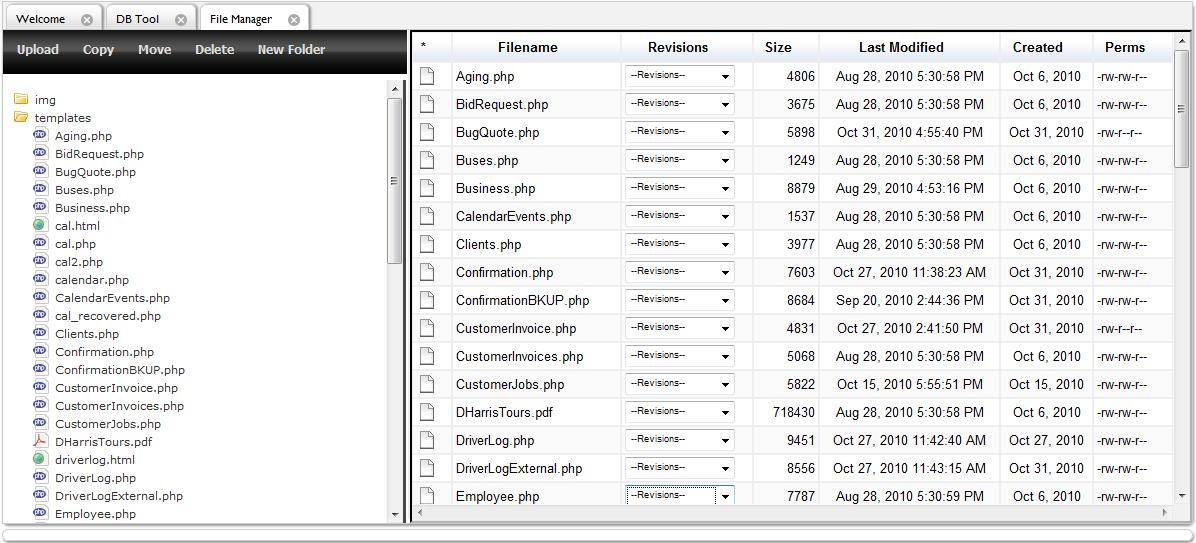 Welcome DB Tool File Manager
Upload Copy Move Delete New Folder
img
templates
Aging.php
BidRequest.php
BugQuote.php
Buses.php
Business.php
cal.html
cal.php
cal2.php
calendar.php
CalendarEvents.php
cal_recovered.php
Clients.php
Confirmation.php
ConfirmationBKUP.php
CustomerInvoice.php
CustomerInvoices.php
CustomerJobs.php
DHarrisTours.pdf
driverlog.html
DriverLog.php
DriverLogExternal.php
Employee.php
* Filename Revisions Size Last Modified Created Perms
Aging.php --Revisions-- 4806 Aug 28, 2010 5:30:58 PM Oct 6, 2010 -rw-rw-r--
BidRequest.php --Revisions-- 3675 Aug 28, 2010 5:30:58 PM Oct 6, 2010 -rw-rw-r--
BugQuote.php --Revisions-- 5898 Oct 31, 2010 4:55:40 PM Oct 31, 2010 -rw-r--r--
Buses.php --Revisions-- 1249 Aug 28, 2010 5:30:58 PM Oct 6, 2010 -rw-rw-r--
Business.php --Revisions-- 8879 Aug 29, 2010 4:53:16 PM Oct 6, 2010 -rw-rw-r--
CalendarEvents.php --Revisions-- 1537 Aug 28, 2010 5:30:58 PM Oct 6, 2010 -rw-rw-r--
Clients.php --Revisions-- 3977 Aug 28, 2010 5:30:58 PM Oct 6, 2010 -rw-rw-r--
Confirmation.php --Revisions-- 7603 Oct 27, 2010 11:38:23 AM Oct 31, 2010 -rw-rw-r--
ConfirmationBKUP.php --Revisions-- 8684 Sep 20, 2010 2:44:36 PM Oct 31, 2010 -rw-rw-r--
CustomerInvoice.php --Revisions-- 4831 Oct 27, 2010 2:41:50 PM Oct 31, 2010 -rw-r--r--
CustomerInvoices.php --Revisions-- 5068 Aug 28, 2010 5:30:58 PM Oct 6, 2010 -rw-rw-r--
CustomerJobs.php --Revisions-- 5822 Oct 15, 2010 5:55:51 PM Oct 15, 2010 -rw-rw-r--
DHarrisTours.pdf --Revisions-- 718430 Aug 28, 2010 5:30:58 PM Oct 6, 2010 -rw-rw-r--
DriverLog.php --Revisions-- 9451 Oct 27, 2010 11:42:40 AM Oct 27, 2010 -rw-rw-r--
DriverLogExternal.php --Revisions-- 8556 Oct 27, 2010 11:43:15 AM Oct 31, 2010 -rw-rw-r--
Employee.php --Revisions-- 7787 Aug 28, 2010 5:30:59 PM Oct 6, 2010 -rw-rw-r--